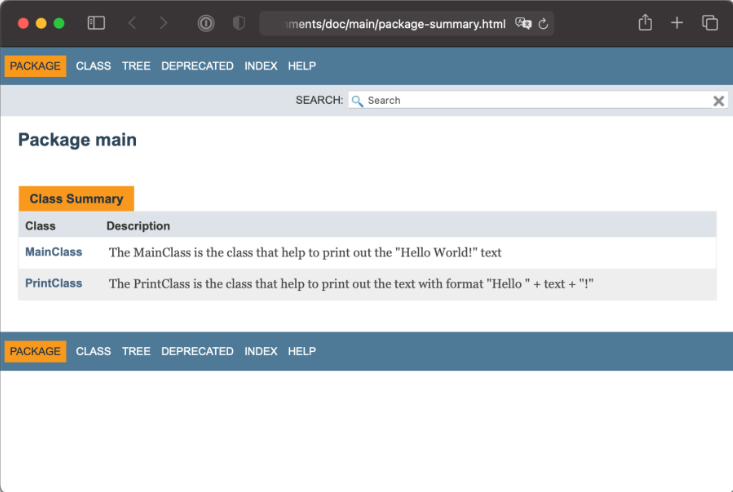 ments/doc/main/package-summary.html
PACKAGE CLASS TREE DEPRECATED INDEX HELP
SEARCH: Search
Package main
Class Summary
Class Description
MainClass The MainClass is the class that help to print out the "Hello World!" text
PrintClass The PrintClass is the class that help to print out the text with format "Hello " + text + "!"
PACKAGE CLASS TREE DEPRECATED INDEX HELP